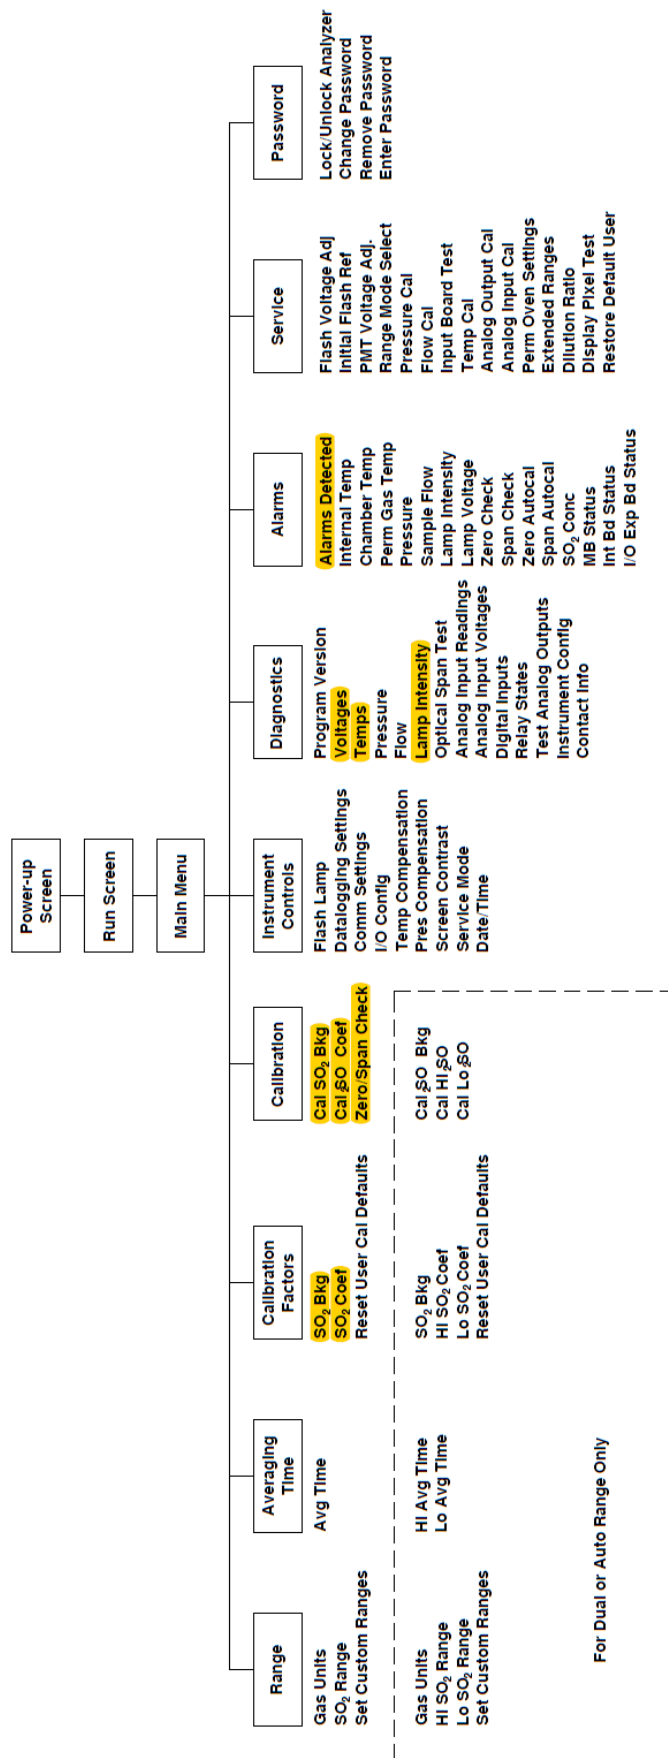 Power-up
Screen
Run Screen
Main Menu
Range
Gas Units
SO₂ Range
Set Custom Ranges
Averaging
Time
Avg Time
Calibration
Factors
SO₂ Bkg
SO₂ Coef
Reset User Cal Defaults
Calibration
Cal SO₂ Bkg
Cal ₂SO Coef
Zero/Span Check
Instrument
Controls
Flash Lamp
Datalogging Settings
Comm Settings
I/O Config
Temp Compensation
Pres Compensation
Screen Contrast
Service Mode
Date/Time
Diagnostics
Program Version
Voltages
Temps
Pressure
Flow
Lamp Intensity
Optical Span Test
Analog Input Readings
Analog Input Voltages
Digital Inputs
Relay States
Test Analog Outputs
Instrument Config
Contact Info
Alarms
Alarms Detected
Internal Temp
Chamber Temp
Perm Gas Temp
Pressure
Sample Flow
Lamp Intensity
Lamp Voltage
Zero Check
Span Check
Zero Autocal
Span Autocal
SO₂ Conc
MB Status
Int Bd Status
I/O Exp Bd Status
Service
Flash Voltage Adj
Initial Flash Ref
PMT Voltage Adj.
Range Mode Select
Pressure Cal
Flow Cal
Input Board Test
Temp Cal
Analog Output Cal
Analog Input Cal
Perm Oven Settings
Extended Ranges
Dilution Ratio
Display Pixel Test
Restore Default User
Password
Lock/Unlock Analyzer
Change Password
Remove Password
Enter Password
Gas Units
HI SO₂ Range
Lo SO₂ Range
Set Custom Ranges
HI Avg Time
Lo Avg Time
SO₂ Bkg
HI SO₂ Coef
Lo SO₂ Coef
Reset User Cal Defaults
Cal ₂SO Bkg
Cal HI ₂SO
Cal Lo ₂SO
For Dual or Auto Range Only